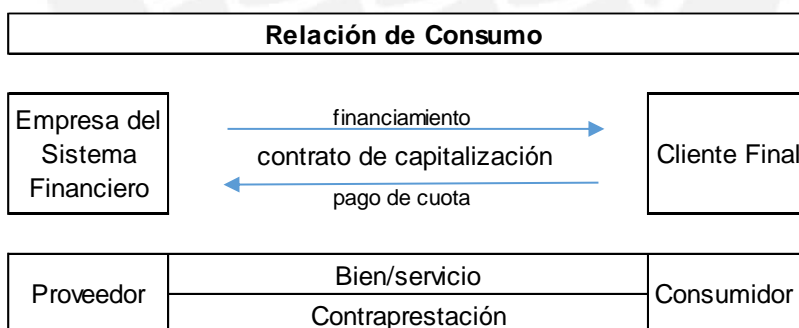 Relación de Consumo
Empresa del
Sistema
Financiero
financiamiento
contrato de capitalización
pago de cuota
Cliente Final
Proveedor
Bien/servicio
Contraprestación
Consumidor